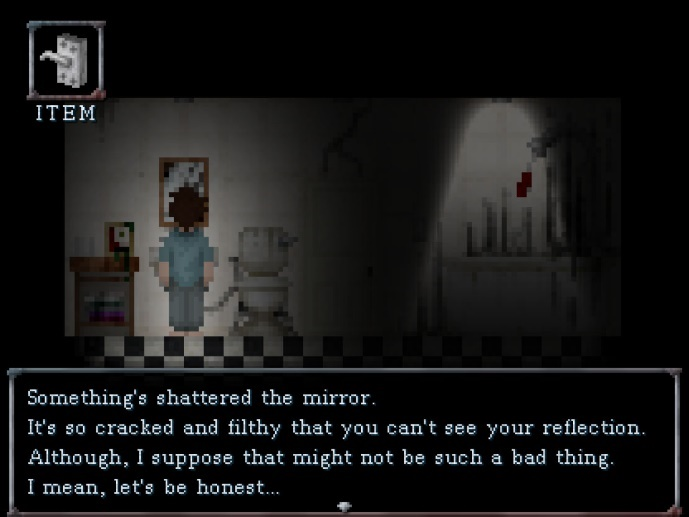 ITEM
Something's shattered the mirror.
It's so cracked and filthy that you can't see your reflection.
Although, I suppose that might not be such a bad thing.
I mean, let's be honest...